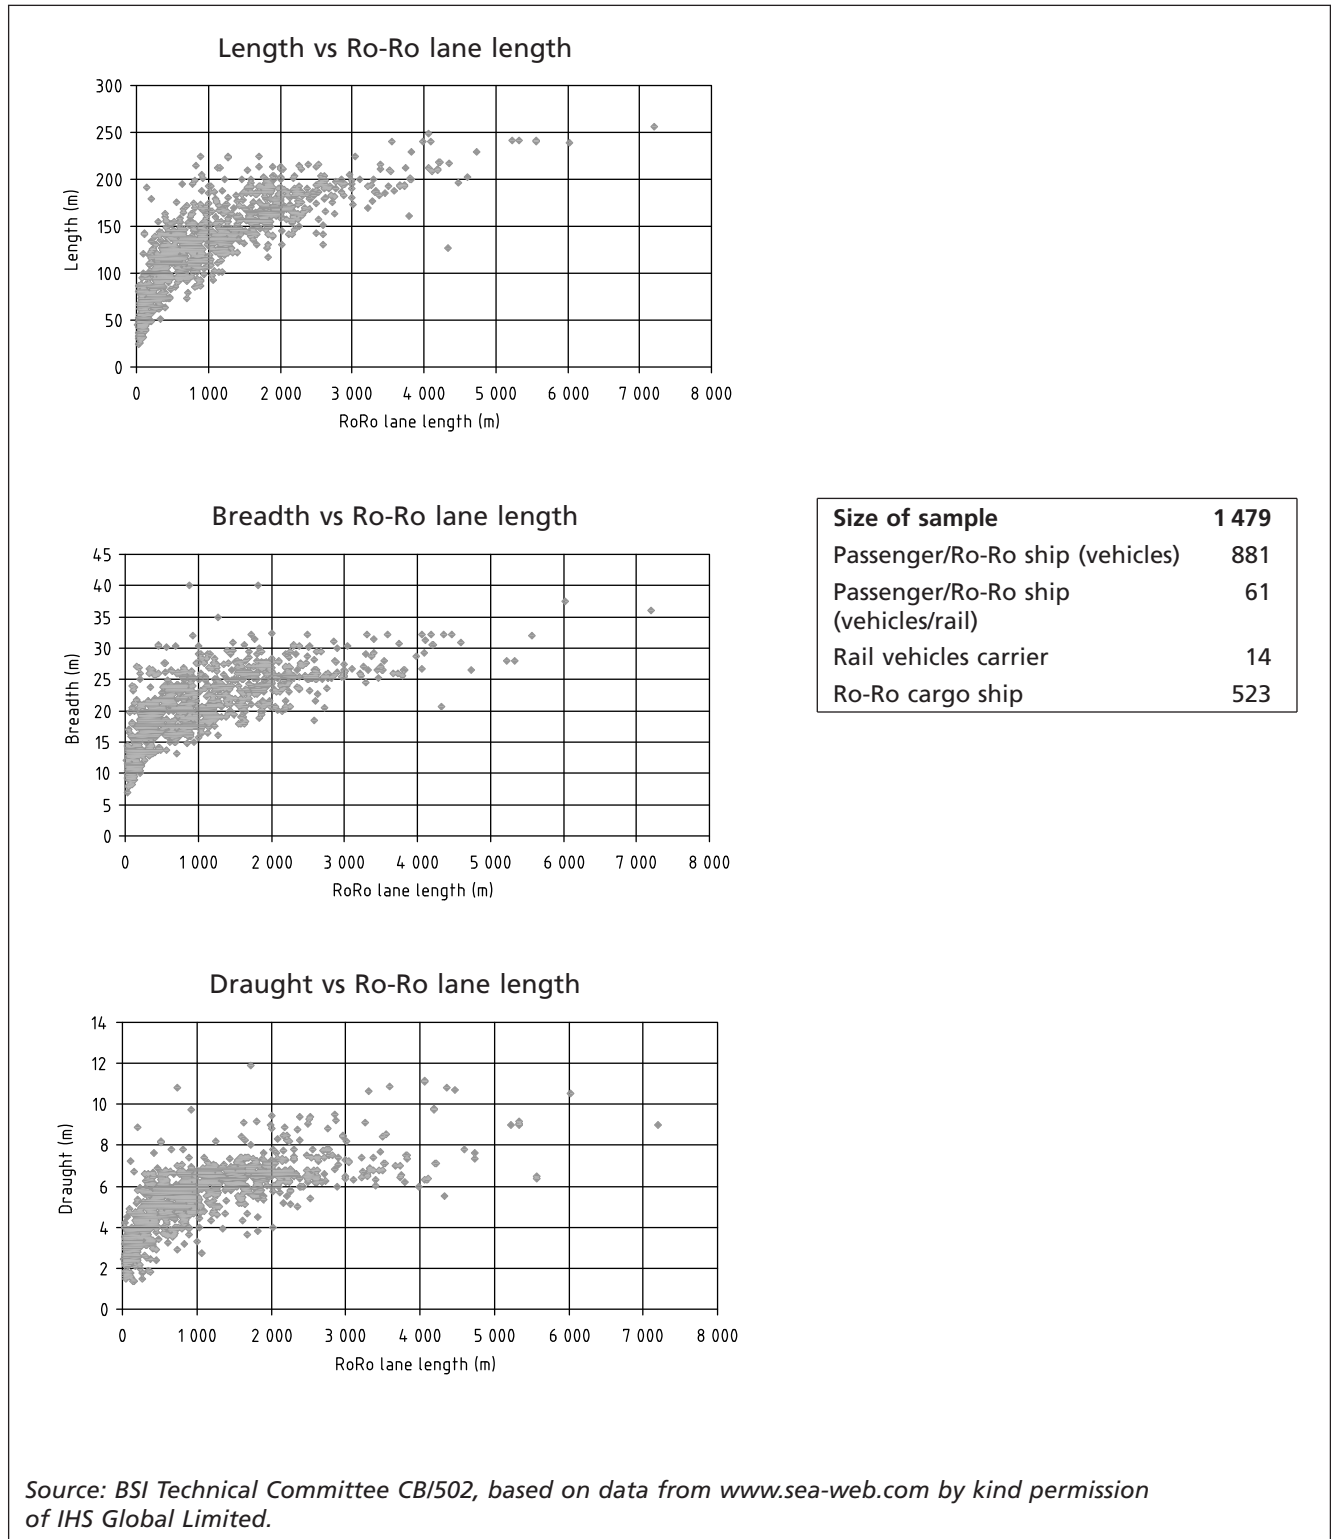 Length vs Ro-Ro lane length
300
250
200
150
100
50
0
Length (m)
0 1 000 2 000 3 000 4 000 5 000 6 000 7 000 8 000
RoRo lane length (m)
Breadth vs Ro-Ro lane length
45
40
35
30
25
20
15
10
5
0
Breadth (m)
0 1 000 2 000 3 000 4 000 5 000 6 000 7 000 8 000
RoRo lane length (m)
Size of sample 1 479
Passenger/Ro-Ro ship (vehicles) 881
Passenger/Ro-Ro ship 61
(vehicles/rail)
Rail vehicles carrier 14
Ro-Ro cargo ship 523
Draught vs Ro-Ro lane length
14
12
10
8
6
4
2
0
Draught (m)
0 1 000 2 000 3 000 4 000 5 000 6 000 7 000 8 000
RoRo lane length (m)
Source: BSI Technical Committee CB/502, based on data from www.sea-web.com by kind permission
of IHS Global Limited.